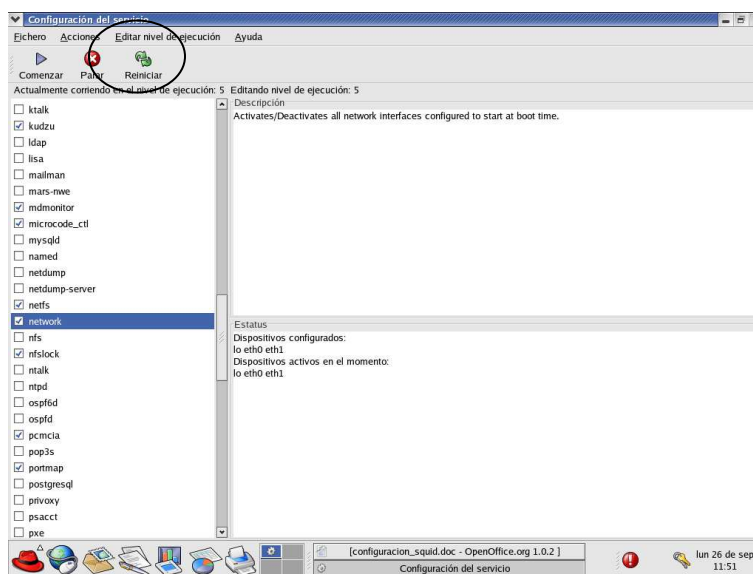 Configuración del servicio
Fichero Acciones Editar nivel de ejecución Ayuda
Comenzar Parar Reiniciar
Actualmente corriendo en el nivel de ejecución: 5 Editando nivel de ejecución: 5
ktalk
kudzu
ldap
lisa
mailman
mars-nwe
mdmonitor
microcode_ctl
mysqld
named
netdump
netdump-server
netfs
network
nfs
nfslock
ntalk
ntpd
ospf6d
ospfd
pcmcia
pop3s
portmap
postgresql
privoxy
psacct
pxe
Descripción
Activates/Deactivates all network interfaces configured to start at boot time.
Estatus
Dispositivos configurados:
lo eth0 eth1
Dispositivos activos en el momento:
lo eth0 eth1
[configuracion_squid.doc - OpenOffice.org 1.0.2 ]
Configuración del servicio
lun 26 de sep
11:51